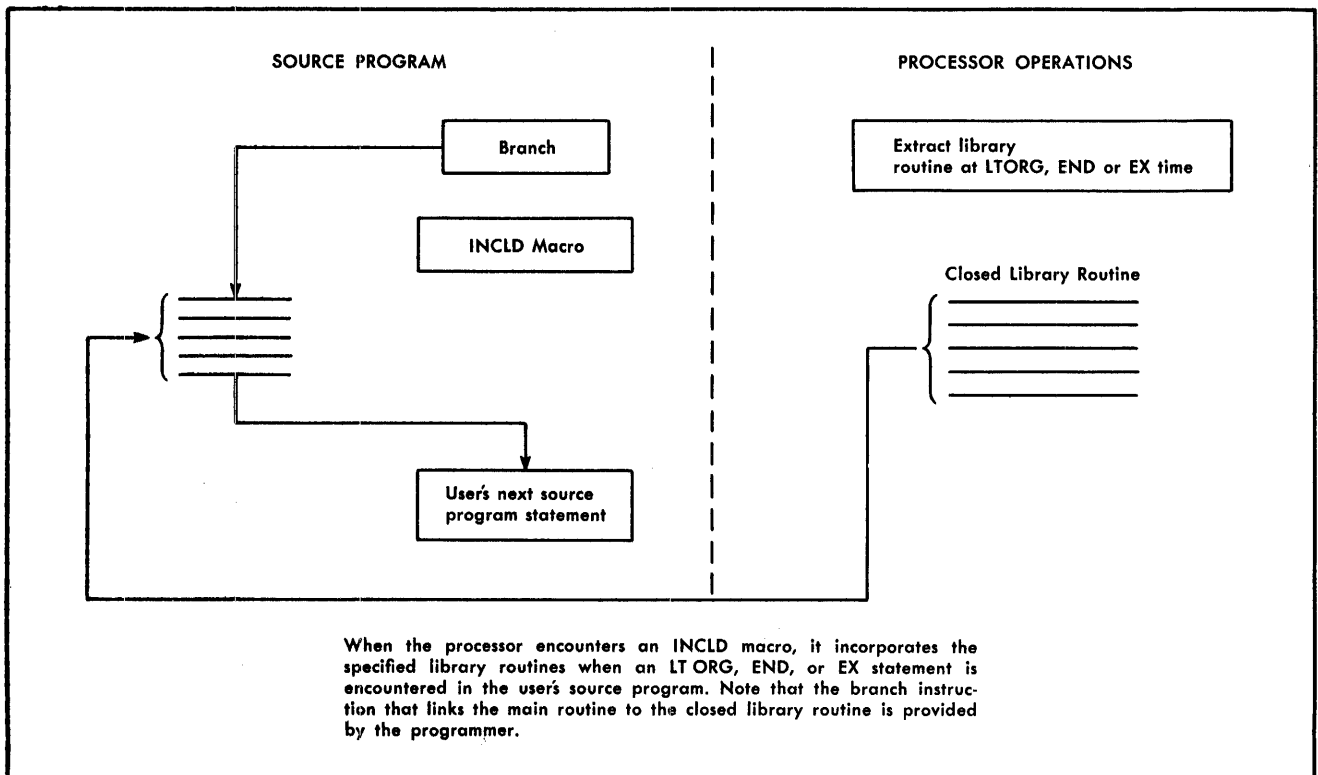 SOURCE PROGRAM
PROCESSOR OPERATIONS
Branch
Extract library
routine at LTORG, END or EX time
INCLD Macro
Closed Library Routine
User's next source
program statement
When the processor encounters an INCLD macro, it incorporates the
specified library routines when an LT ORG, END, or EX statement is
encountered in the user's source program. Note that the branch instruc-
tion that links the main routine to the closed library routine is provided
by the programmer.